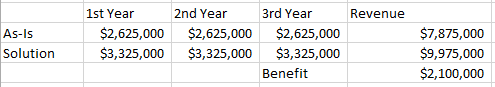 1st Year 2nd Year 3rd Year Revenue
As-Is $2,625,000 $2,625,000 $2,625,000 $7,875,000
Solution $3,325,000 $3,325,000 $3,325,000 $9,975,000
Benefit $2,100,000